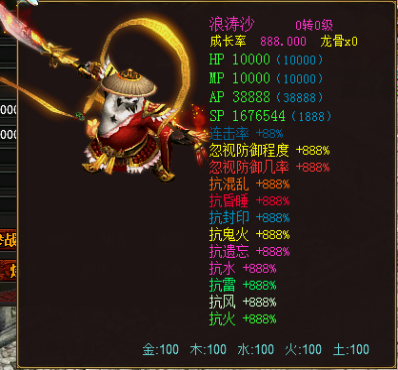 浪涛沙 0转0级
成长率 888.000 龙骨x0
HP 10000(10000)
MP 10000(10000)
AP 38888(38888)
SP 1676544(1888)
连击率 +88%
忽视防御程度 +888%
忽视防御几率 +888%
抗混乱 +888%
抗昏睡 +888%
抗封印 +888%
抗鬼火 +888%
抗遗忘 +888%
抗水 +888%
抗雷 +888%
抗风 +888%
抗火 +888%
金:100 木:100 水:100 火:100 土:100